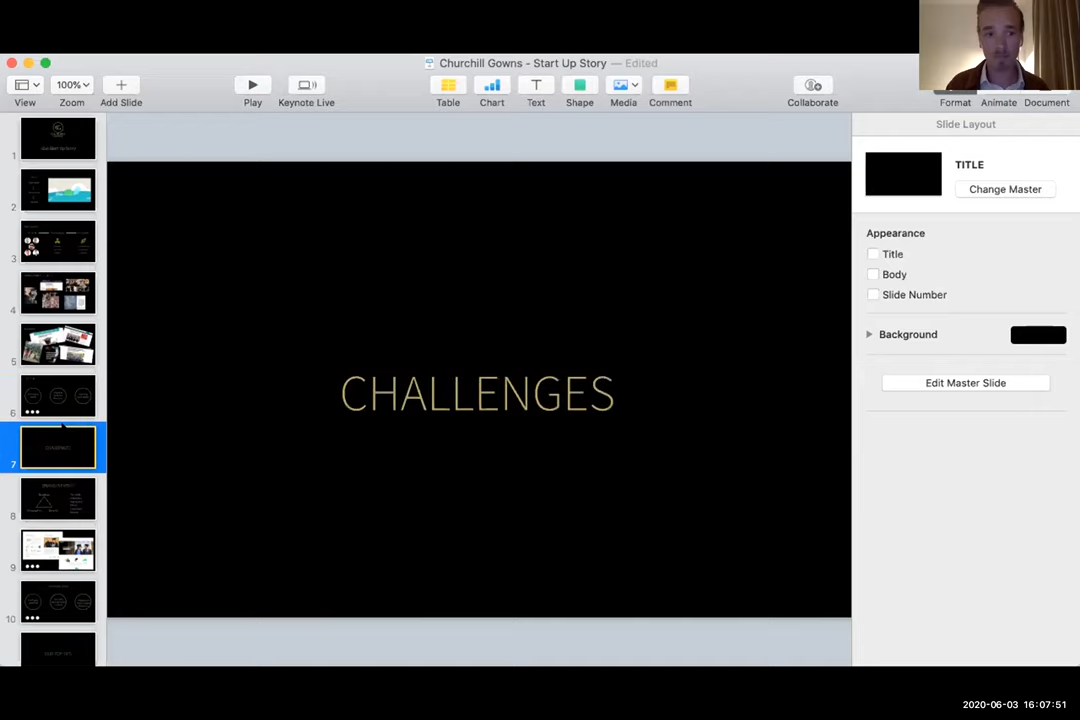 Churchill Gowns - Start Up Story — Edited
100%
View Zoom Add Slide Play Keynote Live Table Chart Text Shape Media Comment Collaborate Format Animate Document
Slide Layout
TITLE
Change Master
Appearance
Title
Body
Slide Number
Background
Edit Master Slide
CHALLENGES
1
2
3
4
5
6
7
8
9
10
2020-06-03 16:07:51